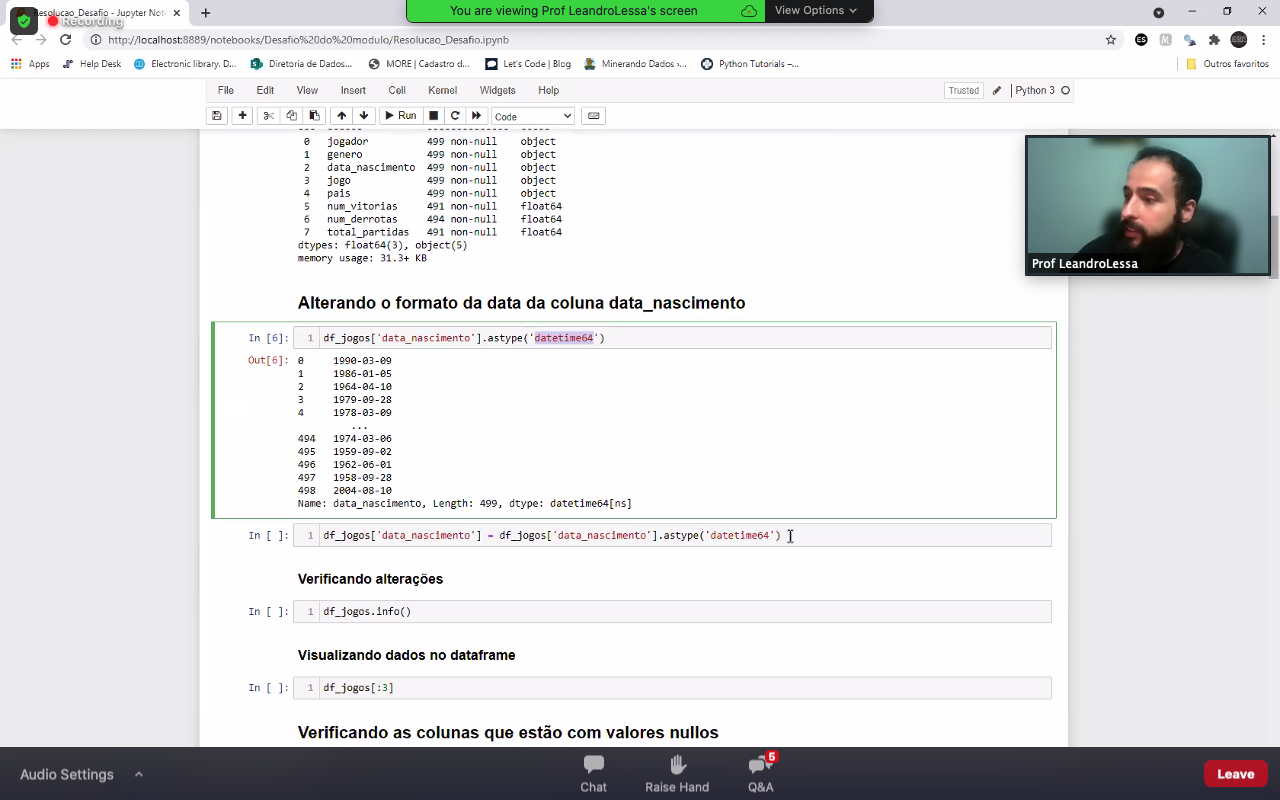 Resolucao_Desafio - Jupyter Not
Recording
You are viewing Prof LeandroLessa's screen
View Options
http://localhost:8889/notebooks/Desafio%20do%20modulo/Resolucao_Desafio.ipynb
Apps
Help Desk
Electronic library. D...
Diretoria de Dados...
MORE | Cadastro d...
Let's Code | Blog
Minerando Dados ›...
Python Tutorials –...
Outros favoritos
File Edit View Insert Cell Kernel Widgets Help
Trusted
Python 3
Run
Code
0 jogador 499 non-null object
1 genero 499 non-null object
2 data_nascimento 499 non-null object
3 jogo 499 non-null object
4 pais 499 non-null object
5 num_vitorias 491 non-null float64
6 num_derrotas 494 non-null float64
7 total_partidas 491 non-null float64
dtypes: float64(3), object(5)
memory usage: 31.3+ KB
Prof LeandroLessa
Alterando o formato da data da coluna data_nascimento
In [6]: 1 df_jogos['data_nascimento'].astype('datetime64')
Out[6]: 0 1990-03-09
1 1986-01-05
2 1964-04-10
3 1979-09-28
4 1978-03-09
...
494 1974-03-06
495 1959-09-02
496 1962-06-01
497 1958-09-28
498 2004-08-10
Name: data_nascimento, Length: 499, dtype: datetime64[ns]
In [ ]: 1 df_jogos['data_nascimento'] = df_jogos['data_nascimento'].astype('datetime64')
Verificando alterações
In [ ]: 1 df_jogos.info()
Visualizando dados no dataframe
In [ ]: 1 df_jogos[:3]
Verificando as colunas que estão com valores nullos
Audio Settings
Chat
Raise Hand
5
Q&A
Leave